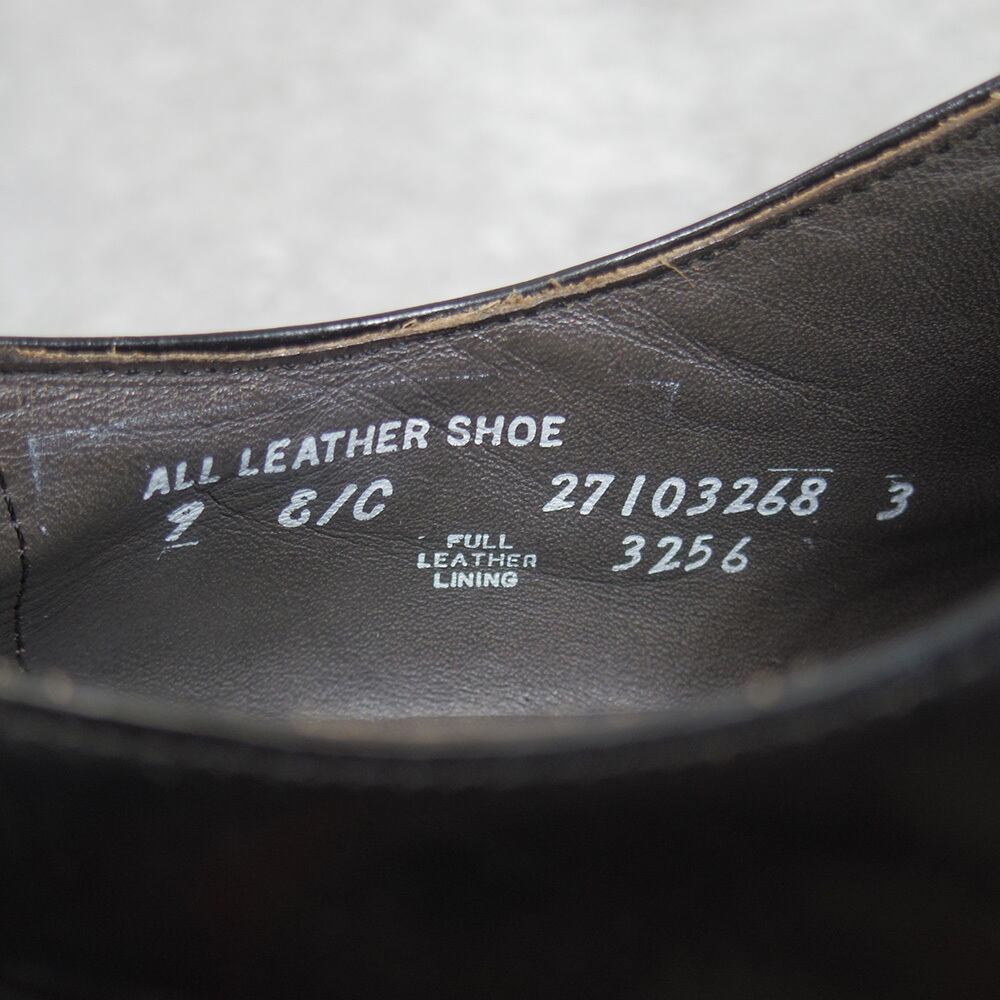 ALL LEATHER SHOE
9 E/C 27103268 3
FULL 3256
LEATHER
LINING